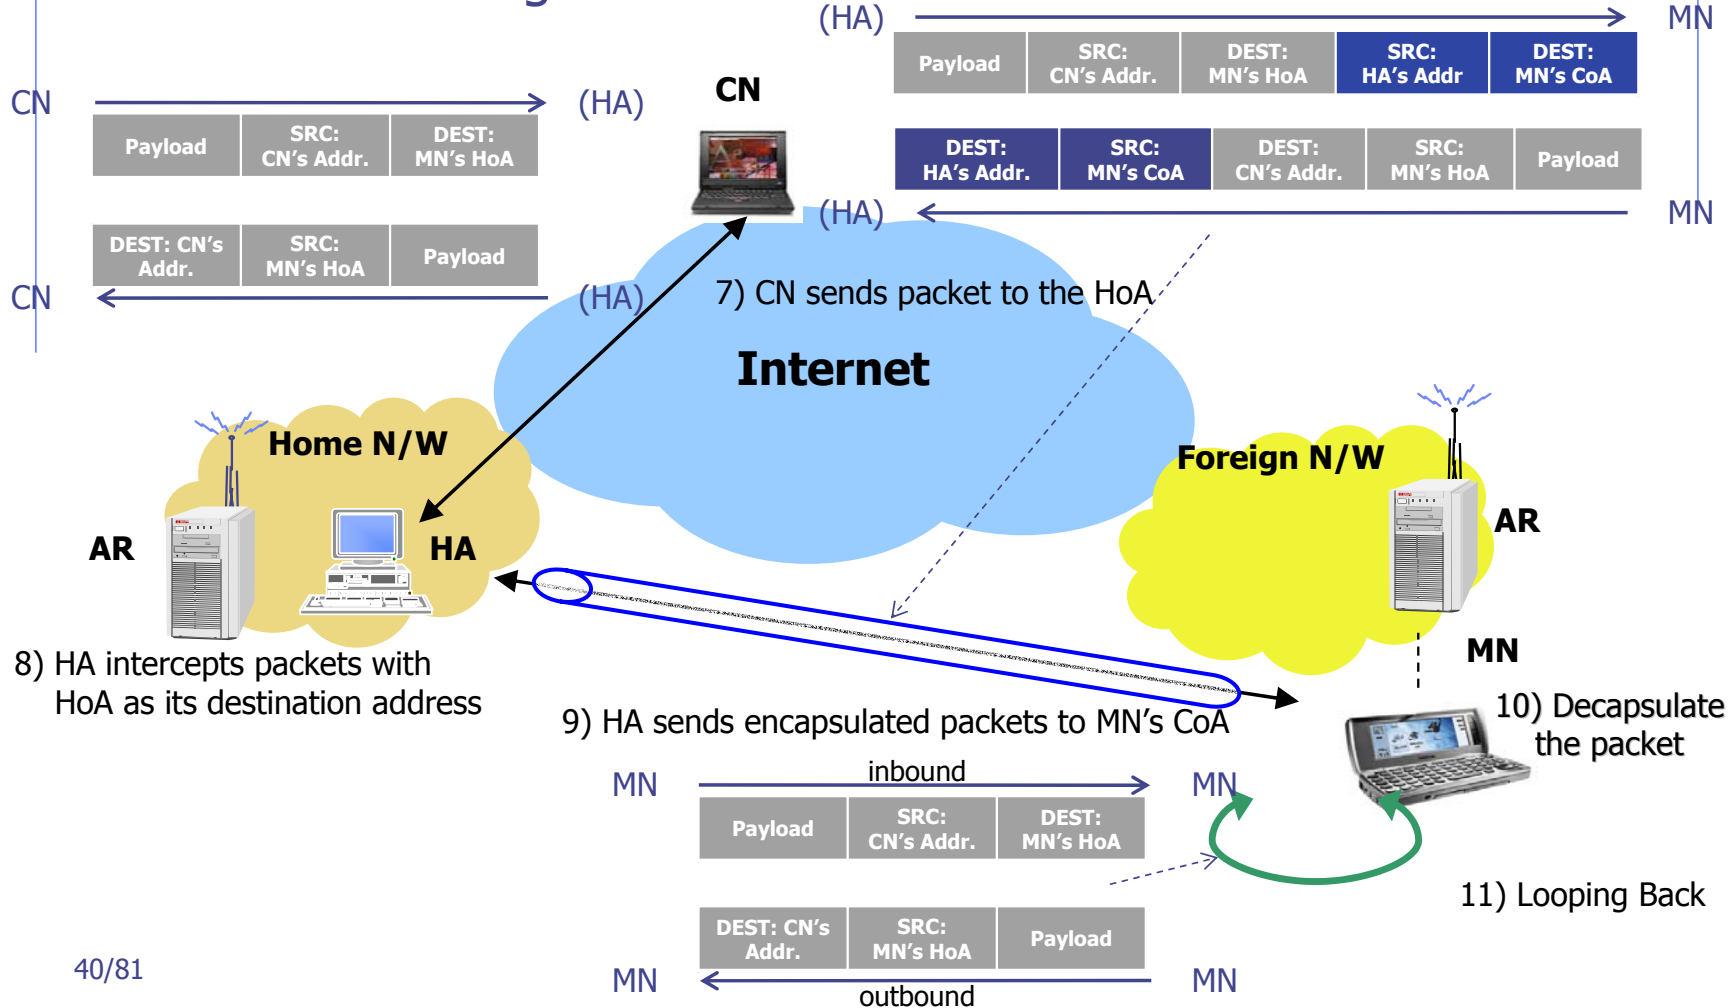 g
(HA)
MN
Payload
SRC:
CN's Addr.
DEST:
MN's HoA
SRC:
HA's Addr
DEST:
MN's CoA
CN
(HA)
Payload
SRC:
CN's Addr.
DEST:
MN's HoA
CN
DEST:
HA's Addr.
SRC:
MN's CoA
DEST:
CN's Addr.
SRC:
MN's HoA
Payload
(HA)
MN
DEST: CN's
Addr.
SRC:
MN's HoA
Payload
CN
(HA)
7) CN sends packet to the HoA
Internet
Home N/W
Foreign N/W
AR
HA
AR
8) HA intercepts packets with
HoA as its destination address
MN
9) HA sends encapsulated packets to MN's CoA
10) Decapsulate
the packet
MN
inbound
MN
Payload
SRC:
CN's Addr.
DEST:
MN's HoA
11) Looping Back
DEST: CN's
Addr.
SRC:
MN's HoA
Payload
MN
outbound
MN
40/81